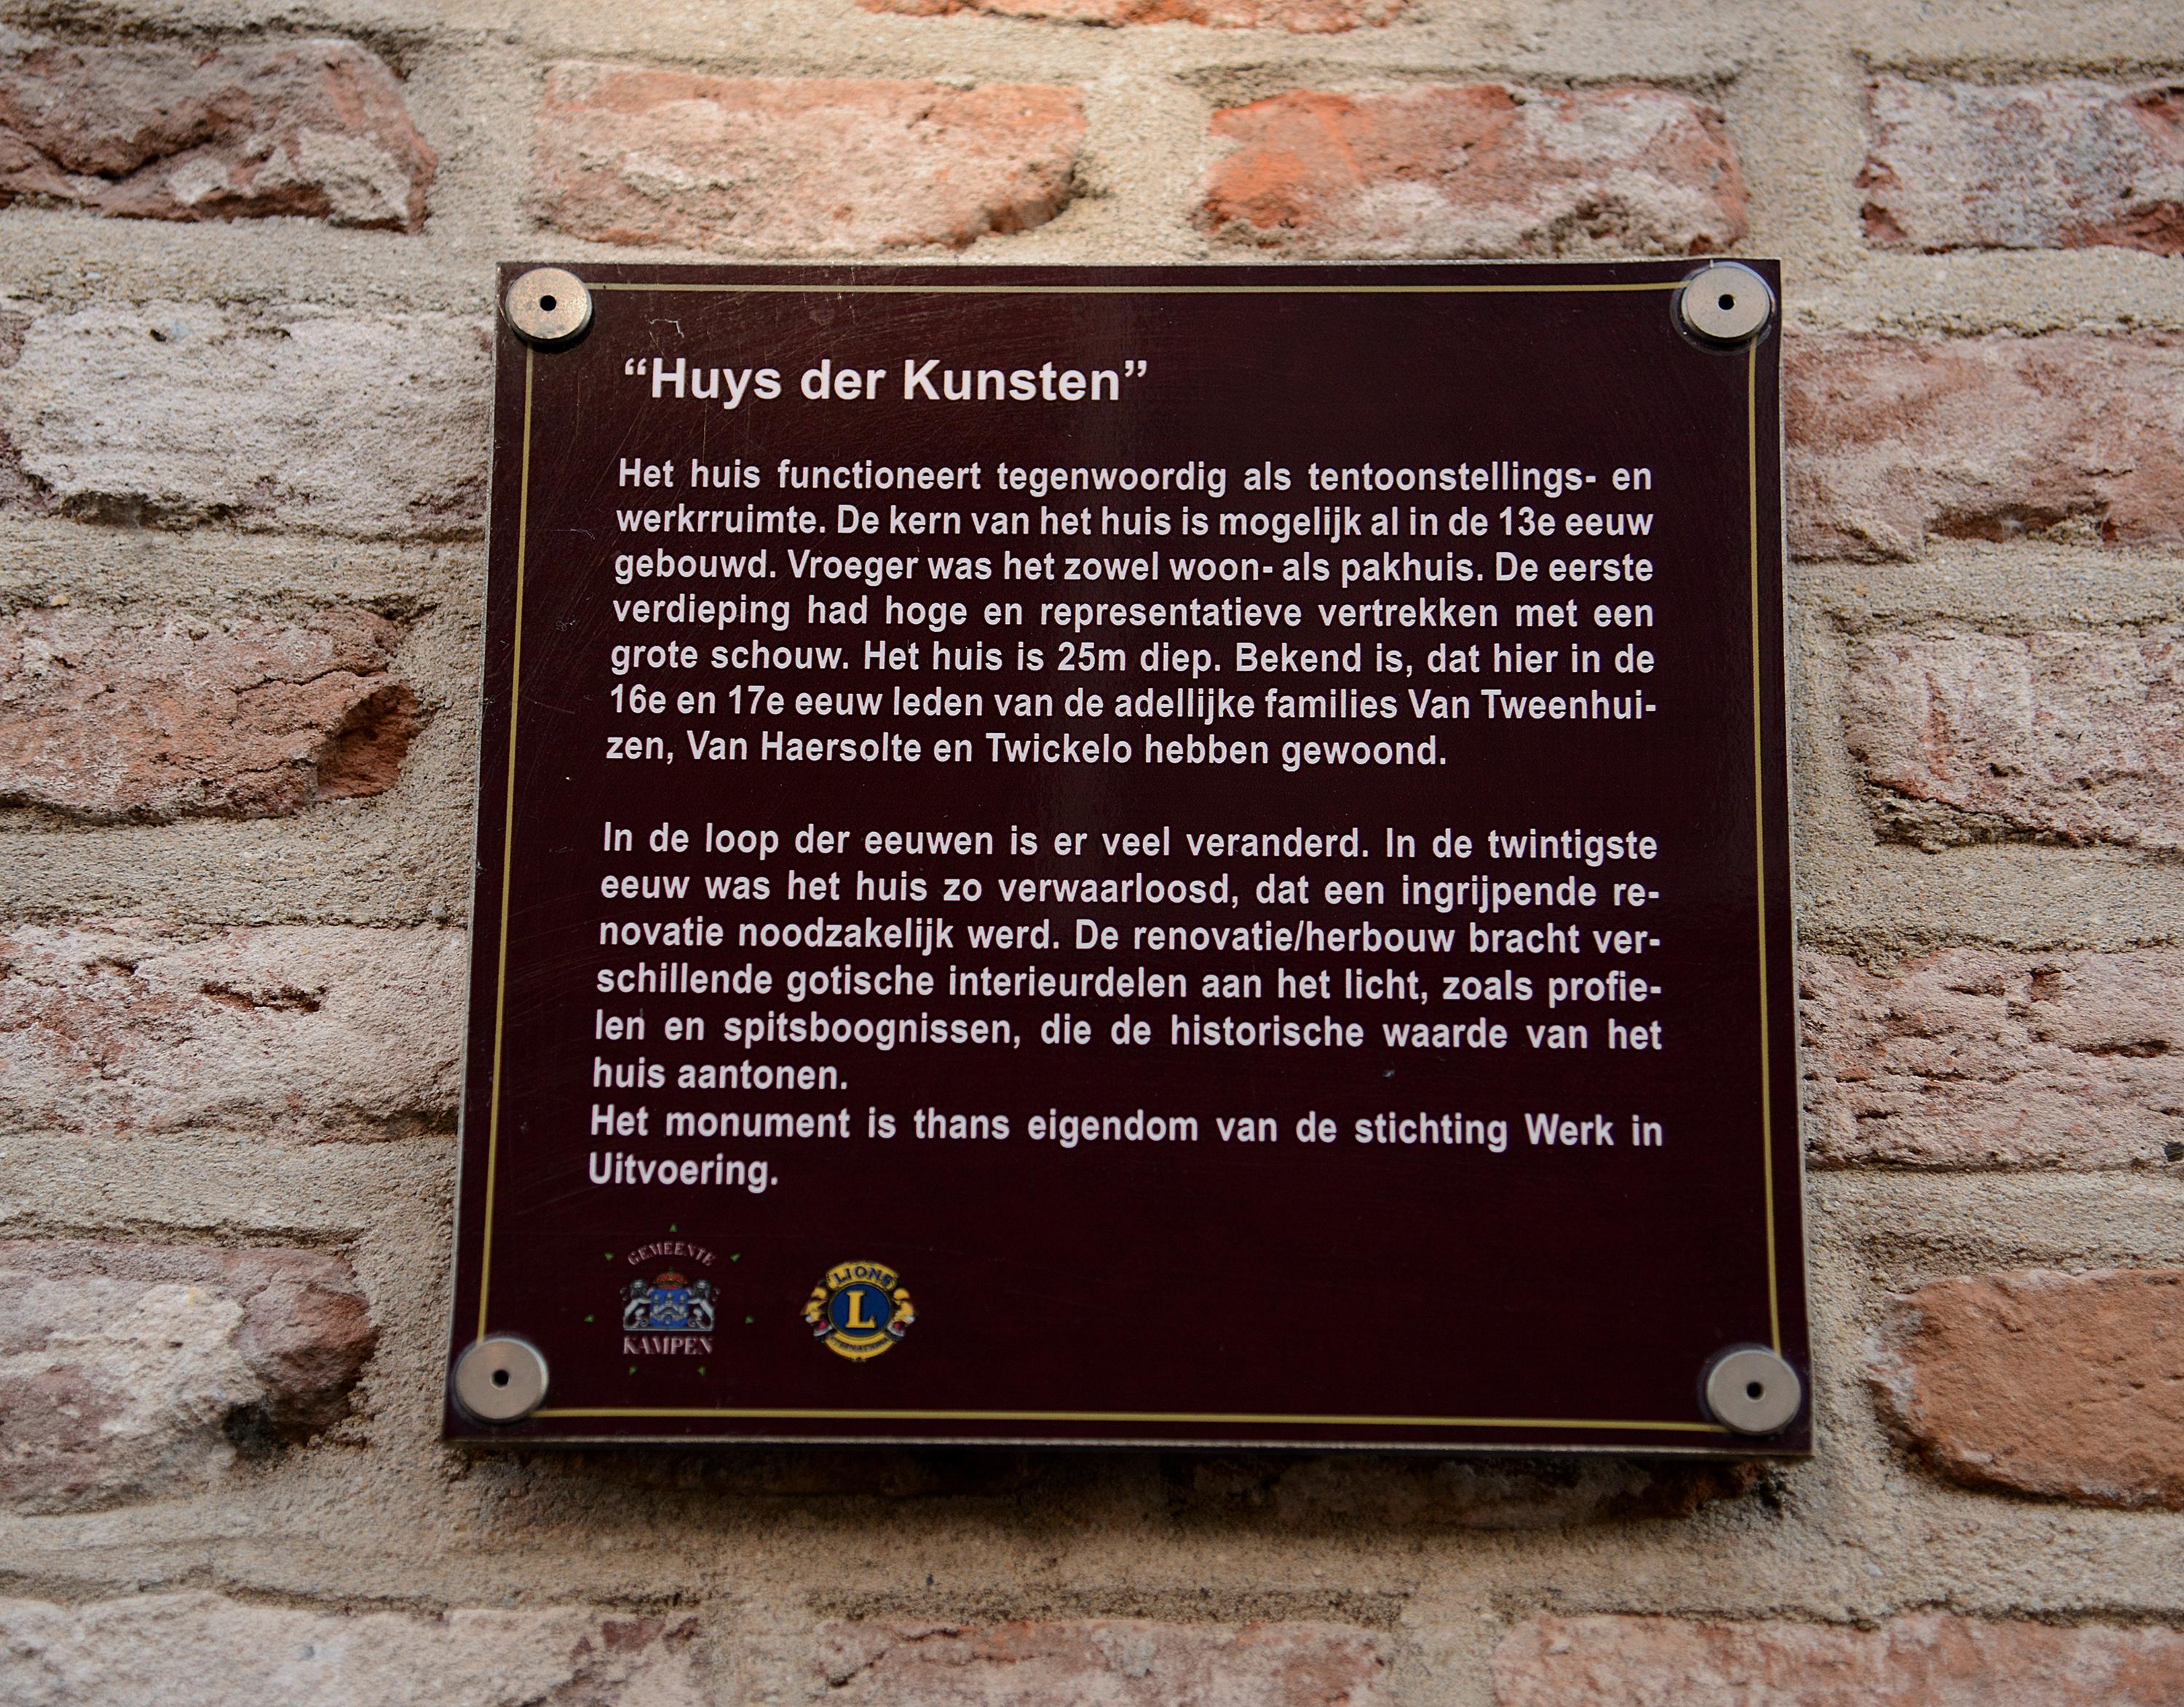 “Huys der Kunsten”
Het huis functioneert tegenwoordig als tentoonstellings- en
werkrruimte. De kern van het huis is mogelijk al in de 13e eeuw
gebouwd. Vroeger was het zowel woon- als pakhuis. De eerste
verdieping had hoge en representatieve vertrekken met een
grote schouw. Het huis is 25m diep. Bekend is, dat hier in de
16e en 17e eeuw leden van de adellijke families Van Tweenhui-
zen, Van Haersolte en Twickelo hebben gewoond.
In de loop der eeuwen is er veel veranderd. In de twintigste
eeuw was het huis zo verwaarloosd, dat een ingrijpende re-
novatie noodzakelijk werd. De renovatie/herbouw bracht ver-
schillende gotische interieurdelen aan het licht, zoals profie-
len en spitsboognissen, die de historische waarde van het
huis aantonen.
Het monument is thans eigendom van de stichting Werk in
Uitvoering.
GEMEENTE
KAMPEN
LIONS
L
INTERNATIONAL